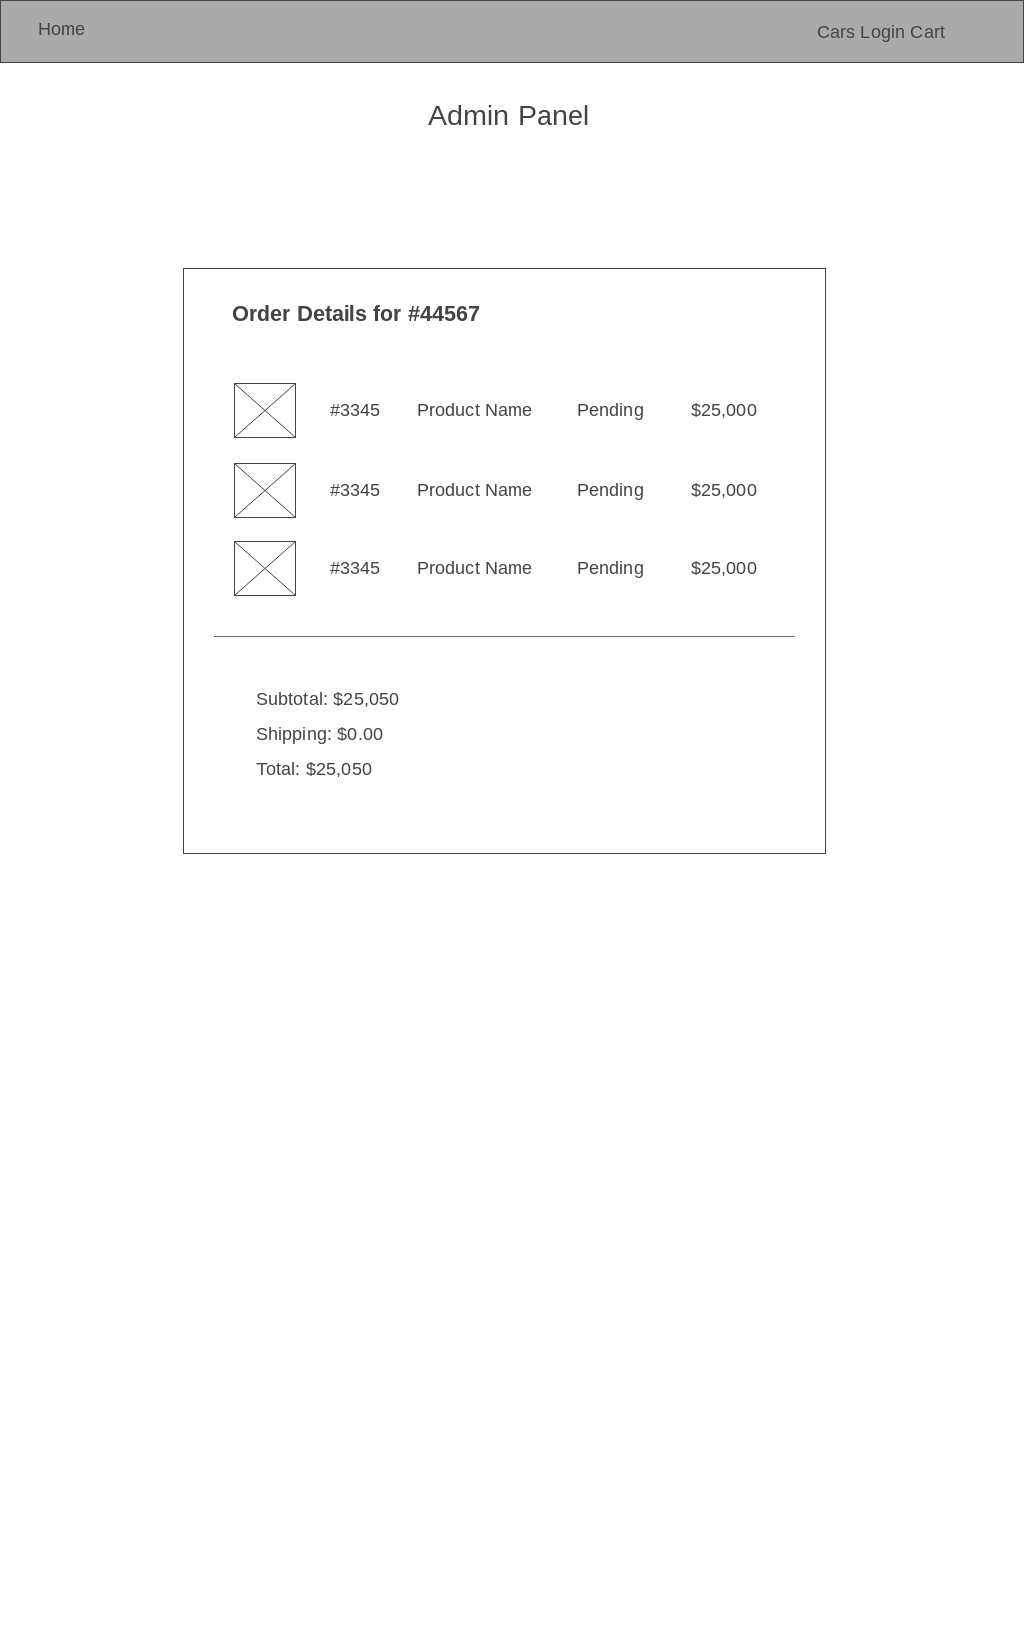 Home
Cars Login Cart
Admin Panel
Order Details for #44567
#3345 Product Name Pending $25,000
#3345 Product Name Pending $25,000
#3345 Product Name Pending $25,000
Subtotal: $25,050
Shipping: $0.00
Total: $25,050